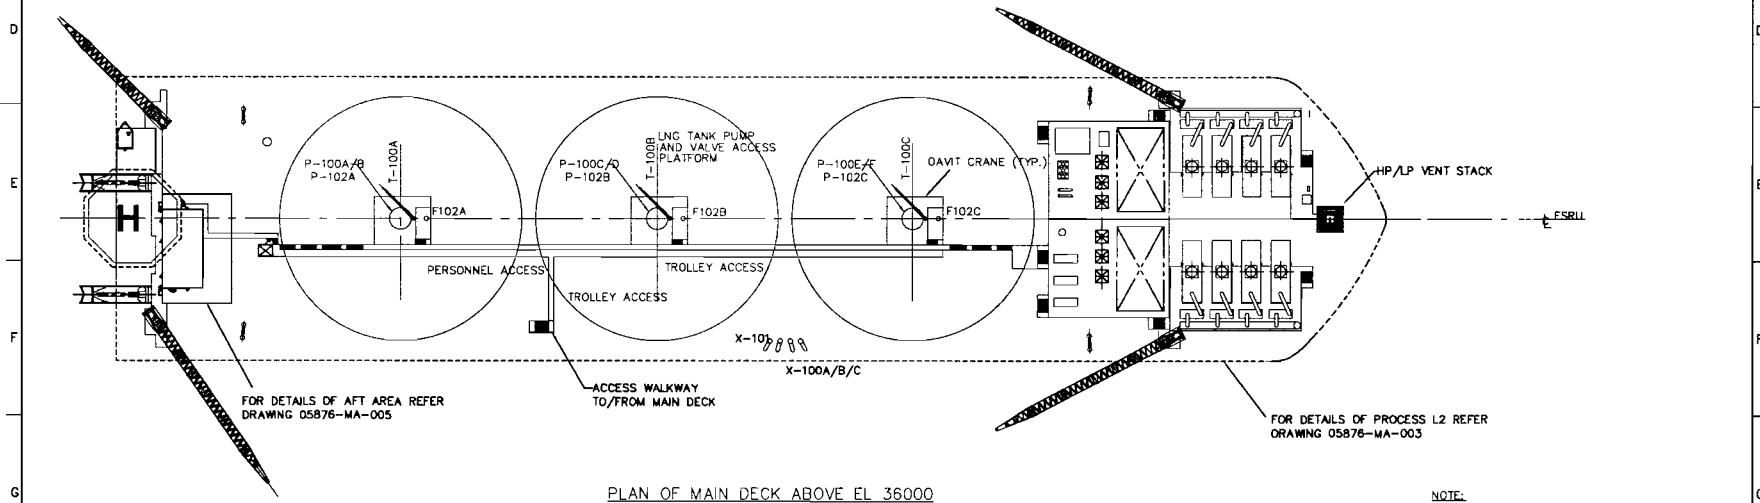 D
P-100A/B
P-102A
T-100A
P-100C/D
P-102B
T-100B
LNG TANK PUMP
AND VALVE ACCESS
PLATFORM
P-100E/F
P-102C
T-100C
DAVIT CRANE (TYP.)
HP/LP VENT STACK
E
H
F102A
F102B
F102C
FSRU
PERSONNEL ACCESS
TROLLEY ACCESS
TROLLEY ACCESS
F
X-101
X-100A/B/C
ACCESS WALKWAY
TO/FROM MAIN DECK
FOR DETAILS OF AFT AREA REFER
DRAWING 05876-MA-005
FOR DETAILS OF PROCESS L2 REFER
DRAWING 05876-MA-003
G
PLAN OF MAIN DECK ABOVE EL 36000
NOTE: